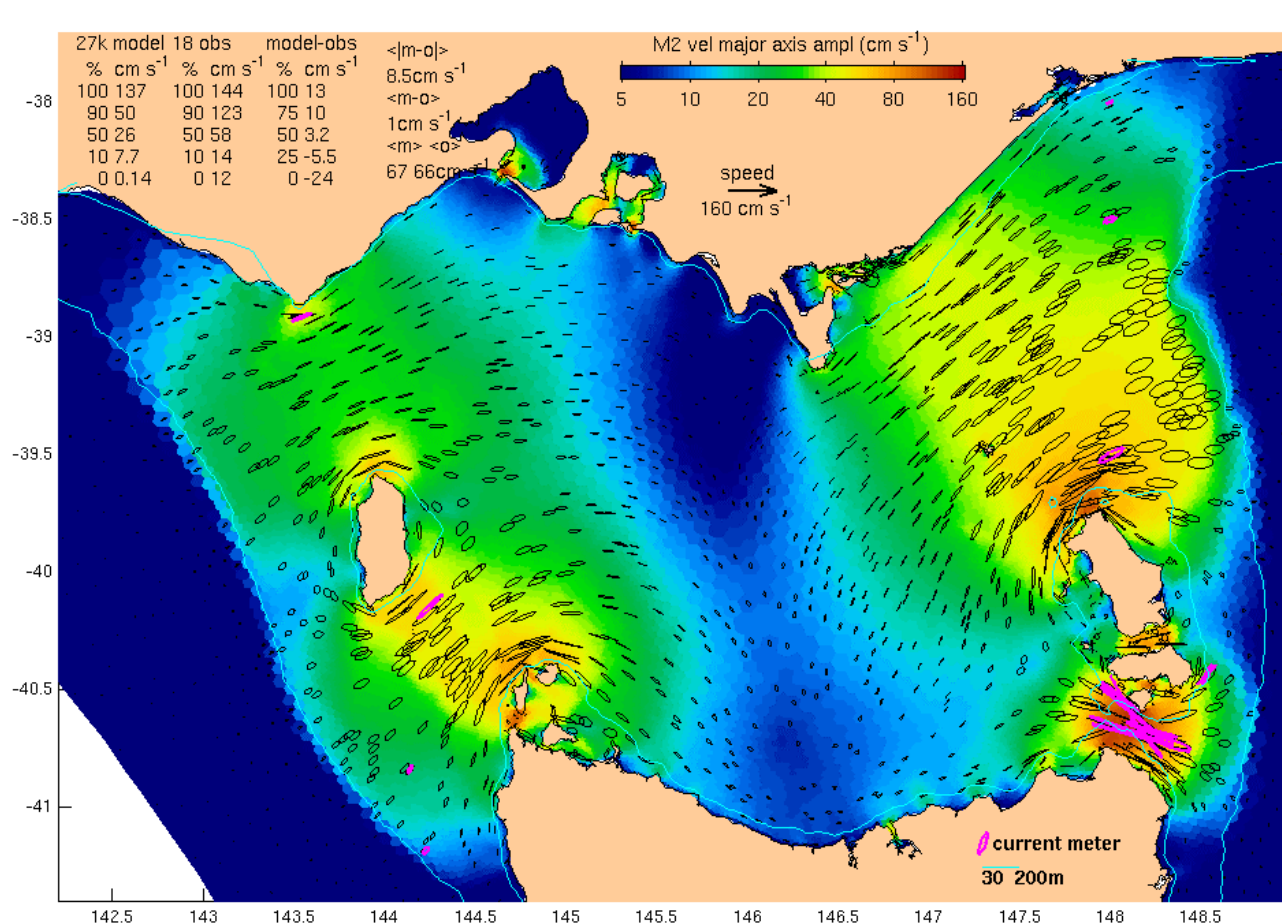 27k model 18 obs model-obs
% cm s-1 % cm s-1 % cm s-1
100 137 100 144 100 13
90 50 90 123 75 10
50 26 50 58 50 3.2
10 7.7 10 14 25 -5.5
0 0.14 0 12 0 -24
<|m-o|>
8.5cm s-1
<m-o>
1cm s-1
<m> <o>
67 66cm s-1
M2 vel major axis ampl (cm s-1)
5 10 20 40 80 160
speed
160 cm s-1
-38
-38.5
-39
-39.5
-40
-40.5
-41
current meter
30 200m
142.5 143 143.5 144 144.5 145 145.5 146 146.5 147 147.5 148 148.5